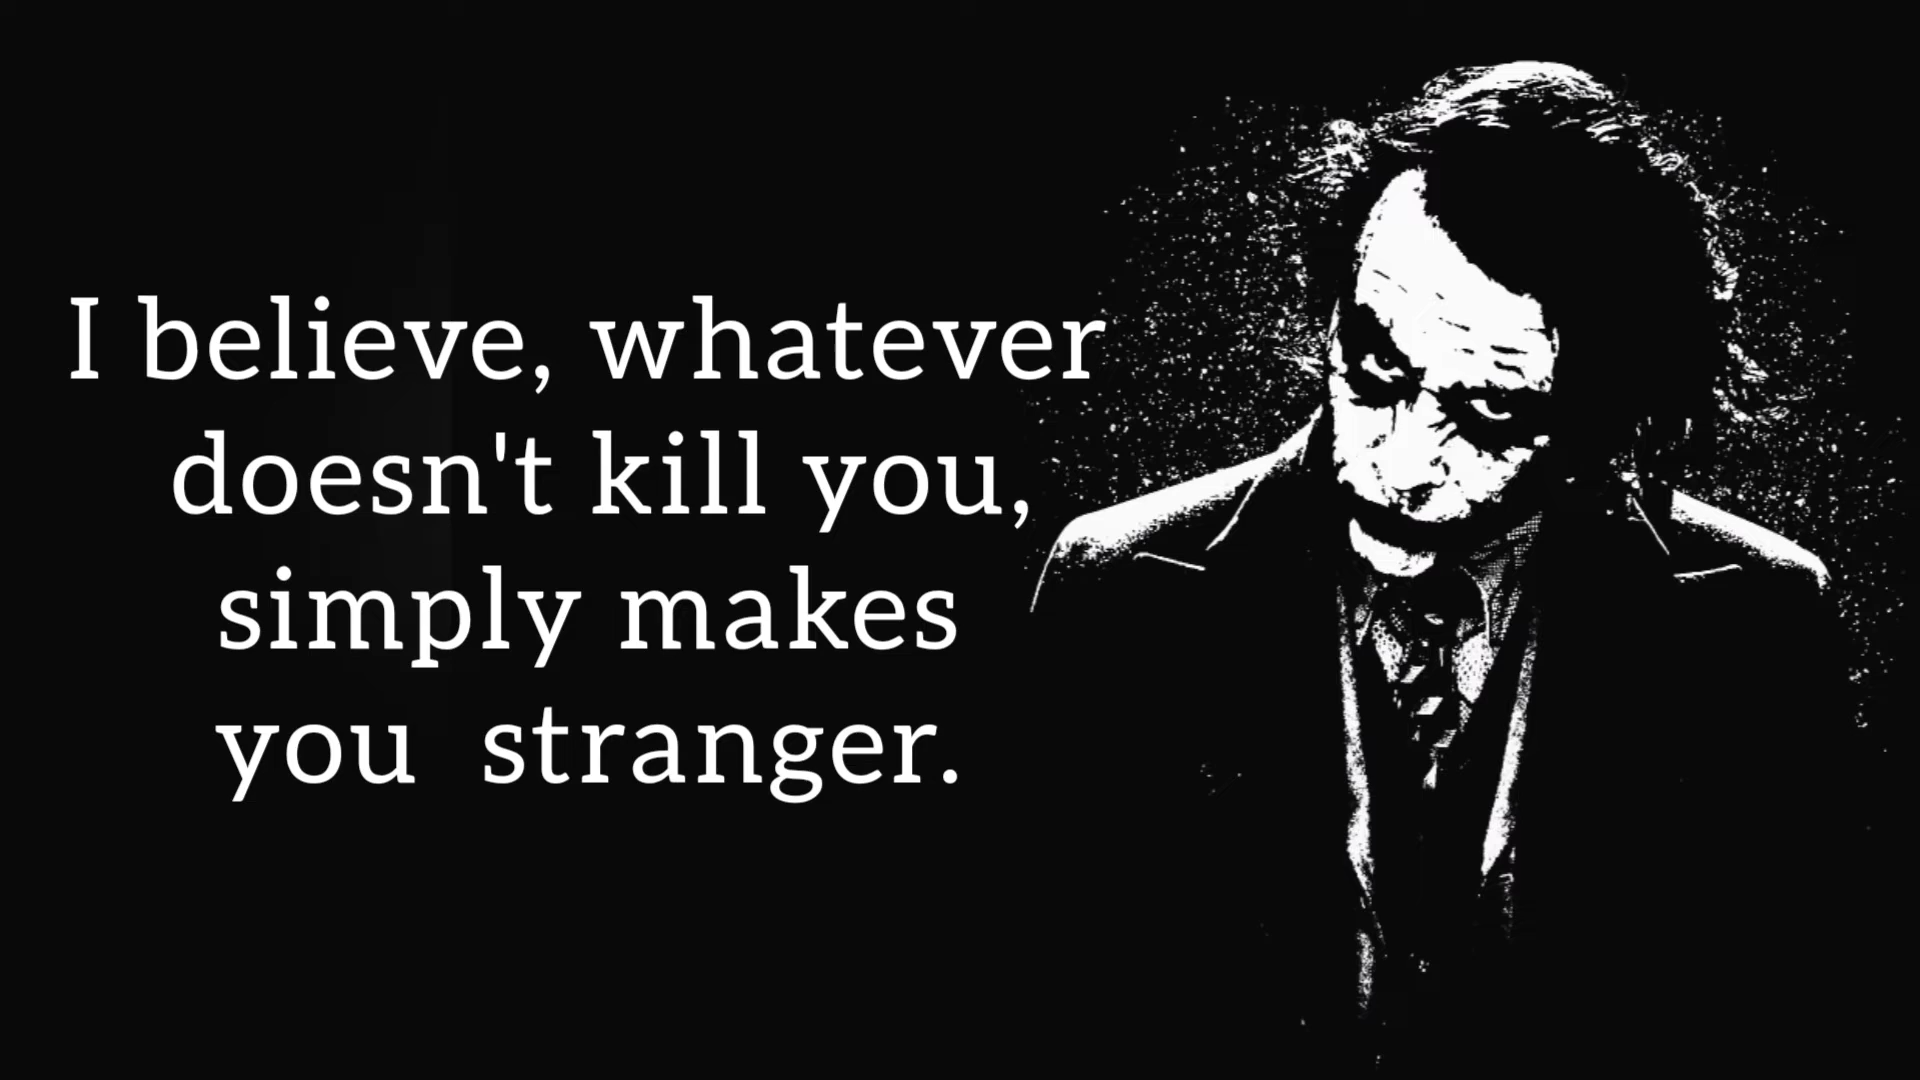 I believe, whatever
doesn't kill you,
simply makes
you stranger.